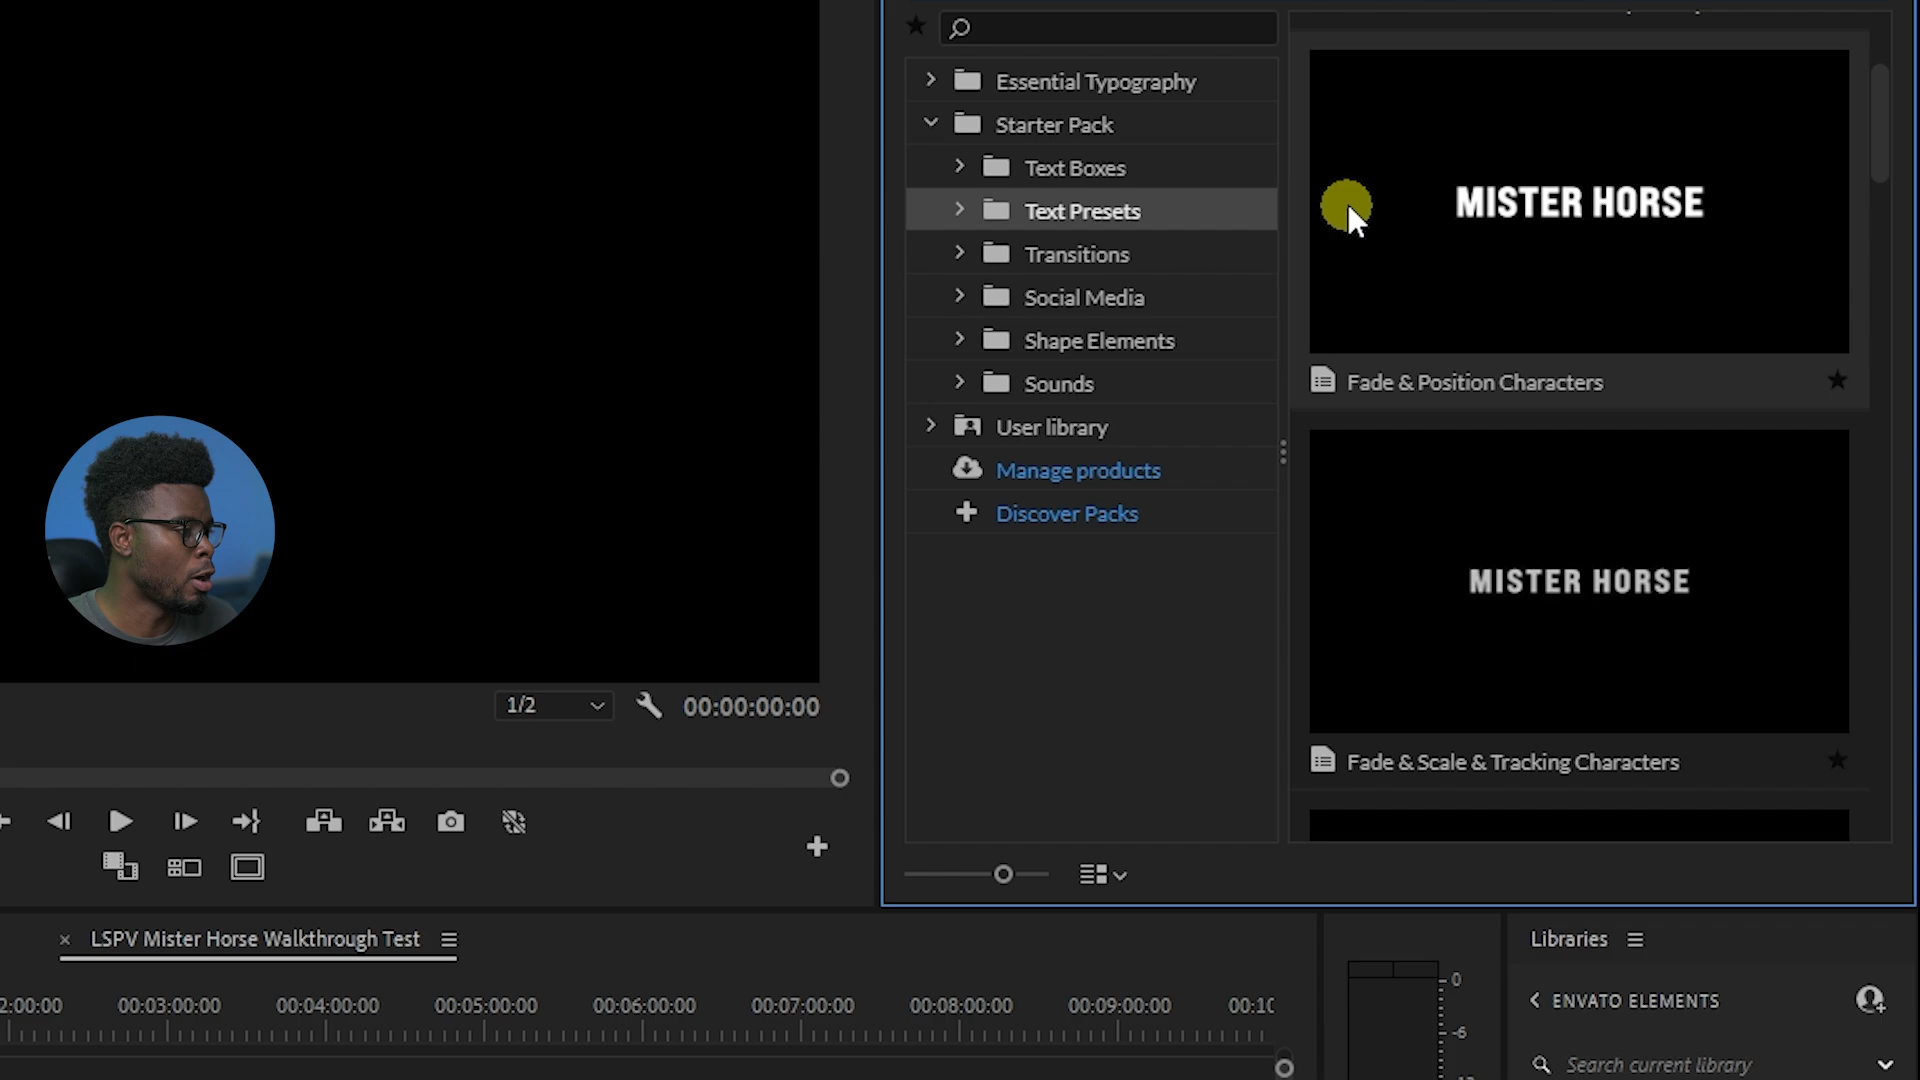 Essential Typography
Starter Pack
Text Boxes
Text Presets
Transitions
Social Media
Shape Elements
Sounds
User library
Manage products
Discover Packs
MISTER HORSE
Fade & Position Characters
MISTER HORSE
Fade & Scale & Tracking Characters
1/2
00:00:00:00
LSPV Mister Horse Walkthrough Test
2:00:00 00:03:00:00 00:04:00:00 00:05:00:00 00:06:00:00 00:07:00:00 00:08:00:00 00:09:00:00 00:10
0
-6
Libraries
ENVATO ELEMENTS
Search current library